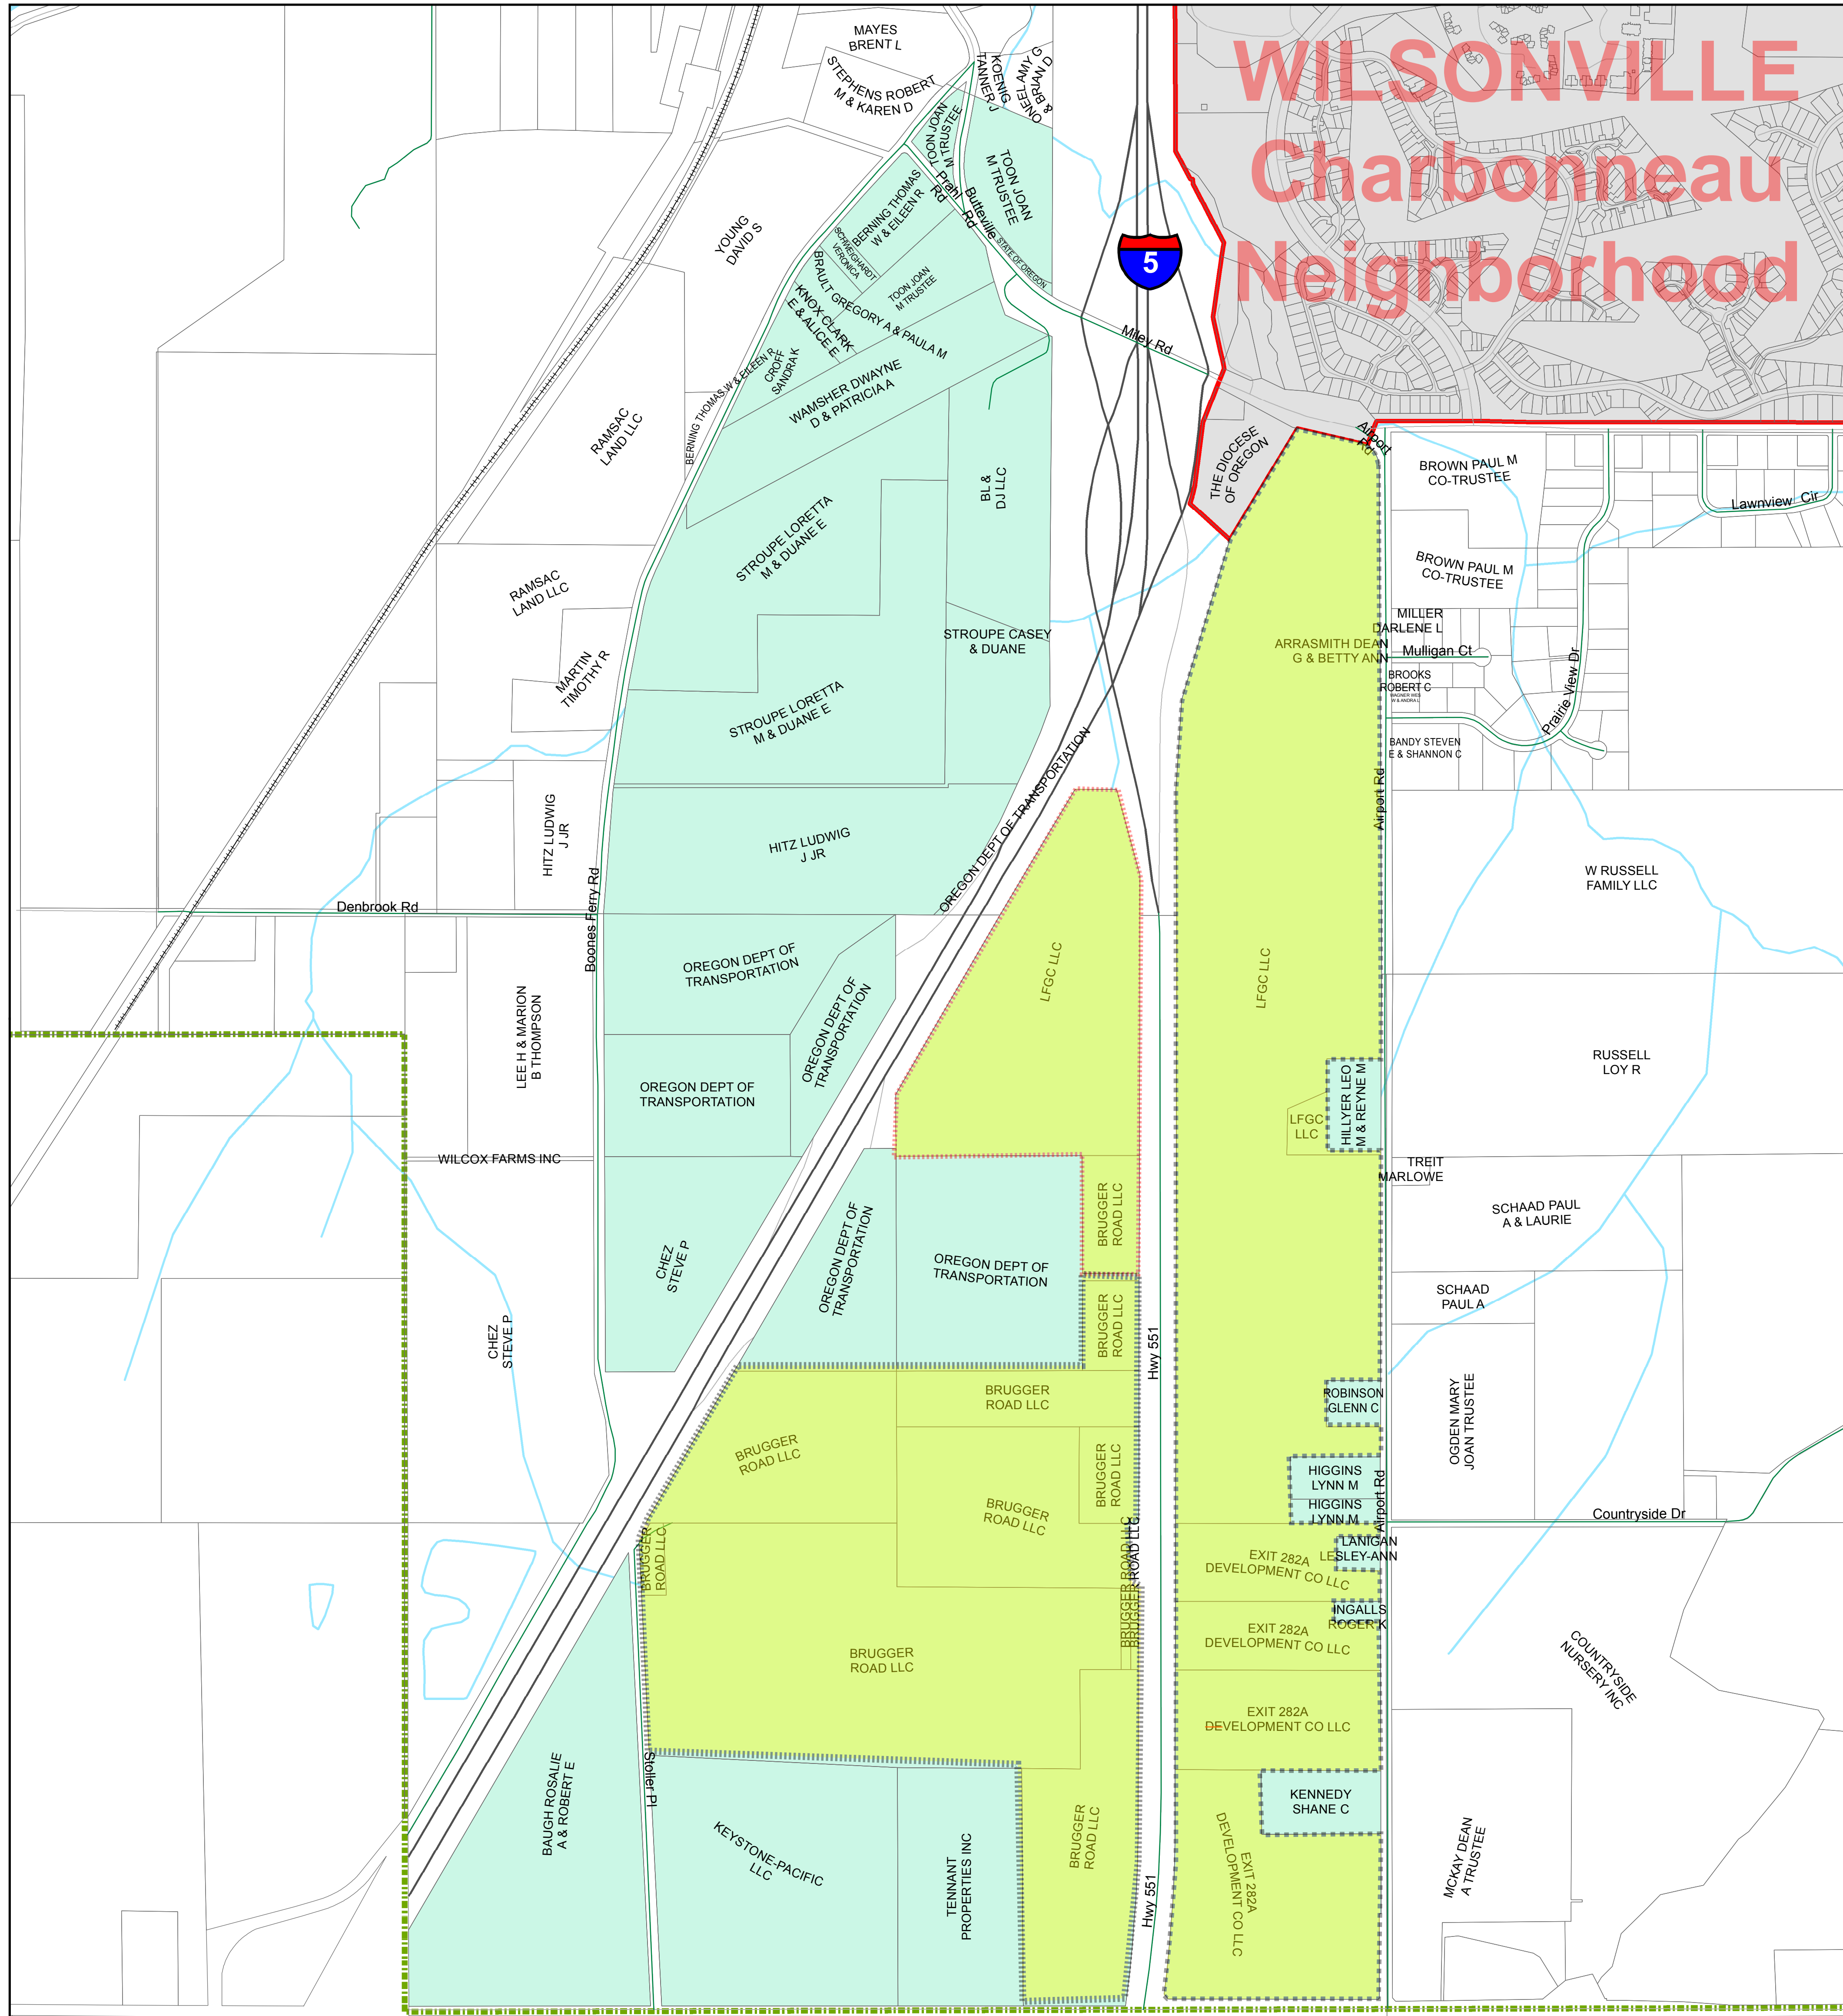 WILSONVILLE
Charbonneau
Neighborhood
MAYES
BRENT L
STEPHENS ROBERT
M & KAREN D
KOENIG
TANNER J
ONEEL AMY G
& BRIAN D
TOON JOAN
M TRUSTEE
TOON JOAN
M TRUSTEE
Prahl
Rd
Butteville
Rd
STATE OF OREGON
5
YOUNG
DAVID S
BERNING THOMAS
W & EILEEN R
SCHWEIGHARDT
VERONICA
TOON JOAN
M TRUSTEE
BRAULT GREGORY A & PAULA M
KNOX CLARK
E & ALICE E
CROFF
SANDRA K
BERNING THOMAS W & EILEEN R
WAMSHER DWAYNE
D & PATRICIA A
Miley Rd
RAMSAC
LAND LLC
THE DIOCESE
OF OREGON
Airport
Rd
BROWN PAUL M
CO-TRUSTEE
Lawnview Cir
BL &
DJ LLC
STROUPE LORETTA
M & DUANE E
BROWN PAUL M
CO-TRUSTEE
RAMSAC
LAND LLC
MARTIN
TIMOTHY R
STROUPE CASEY
& DUANE
ARRASMITH DEAN
G & BETTY ANN
MILLER
DARLENE L
Mulligan Ct
BROOKS
ROBERT C
WAGNER WES
W & ANDRA L
Prairie View Dr
STROUPE LORETTA
M & DUANE E
BANDY STEVEN
E & SHANNON C
Airport Rd
OREGON DEPT OF TRANSPORTATION
HITZ LUDWIG
J JR
HITZ LUDWIG
J JR
W RUSSELL
FAMILY LLC
Denbrook Rd
Boones Ferry Rd
OREGON DEPT OF
TRANSPORTATION
LFGC LLC
LFGC LLC
OREGON DEPT OF
TRANSPORTATION
LEE H & MARION
B THOMPSON
OREGON DEPT OF
TRANSPORTATION
RUSSELL
LOY R
LFGC
LLC
HILLYER LEO
M & REYNE M
WILCOX FARMS INC
TREIT
MARLOWE
BRUGGER
ROAD LLC
SCHAAD PAUL
A & LAURIE
CHEZ
STEVE P
OREGON DEPT OF
TRANSPORTATION
OREGON DEPT OF
TRANSPORTATION
SCHAAD
PAUL A
CHEZ
STEVE P
BRUGGER
ROAD LLC
Hwy 551
BRUGGER
ROAD LLC
ROBINSON
GLENN C
OGDEN MARY
JOAN TRUSTEE
BRUGGER
ROAD LLC
BRUGGER
ROAD LLC
HIGGINS
LYNN M
HIGGINS
LYNN M
Airport Rd
BRUGGER
ROAD LLC
Countryside Dr
BRUGGER
ROAD LLC
BRUGGER ROAD LLC
BRUGGER ROAD LLC
LANIGAN
LESLEY-ANN
EXIT 282A
DEVELOPMENT CO LLC
INGALLS
ROGER K
EXIT 282A
DEVELOPMENT CO LLC
BRUGGER
ROAD LLC
COUNTRYSIDE
NURSERY INC
EXIT 282A
DEVELOPMENT CO LLC
Stoller Pl
BAUGH ROSALIE
A & ROBERT E
KENNEDY
SHANE C
KEYSTONE-PACIFIC
LLC
TENNANT
PROPERTIES INC
BRUGGER
ROAD LLC
EXIT 282A
DEVELOPMENT CO LLC
MCKAY DEAN
A TRUSTEE
Hwy 551